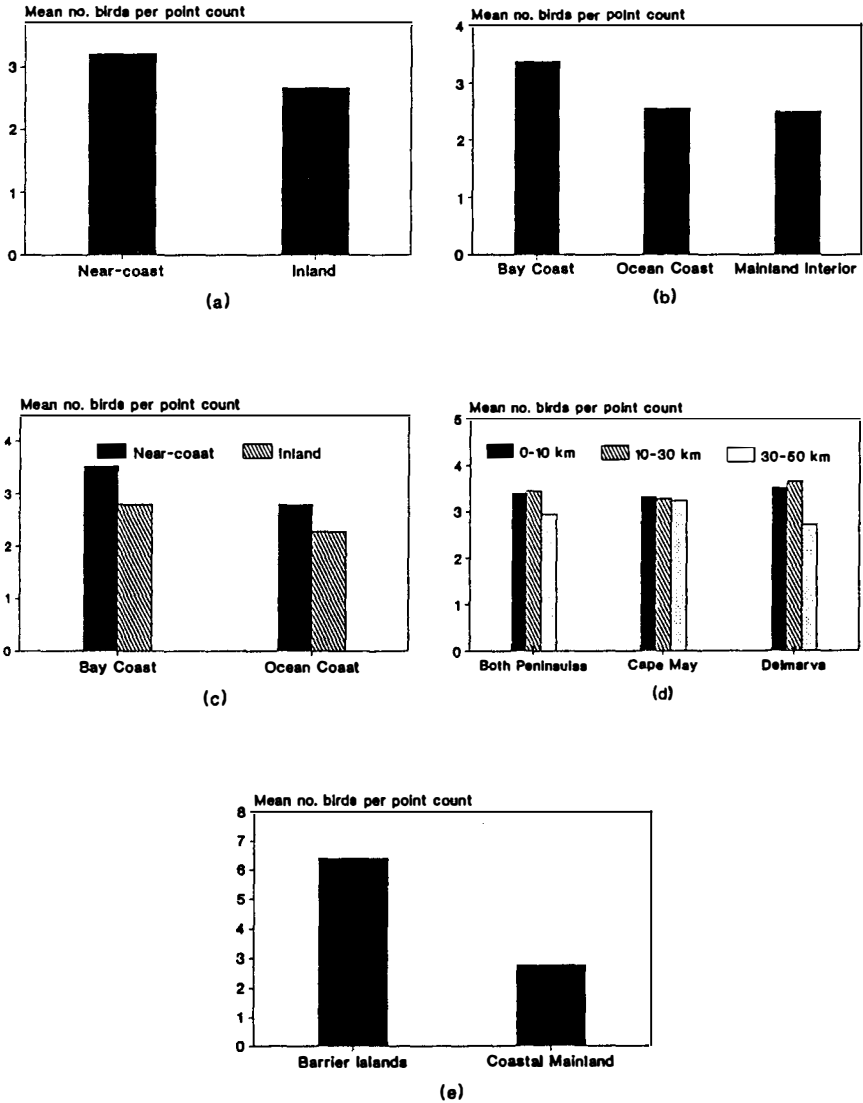 Mean no. birds per point count
3
2
1
0
Near-coast
Inland
(a)
Mean no. birds per point count
4
3
2
1
0
Bay Coast
Ocean Coast
Mainland Interior
(b)
Mean no. birds per point count
4
3
2
1
0
Near-coast
Inland
Bay Coast
Ocean Coast
(c)
Mean no. birds per point count
5
4
3
2
1
0
0-10 km
10-30 km
30-50 km
Both Peninsulas
Cape May
Delmarva
(d)
Mean no. birds per point count
8
7
6
5
4
3
2
1
0
Barrier Islands
Coastal Mainland
(e)